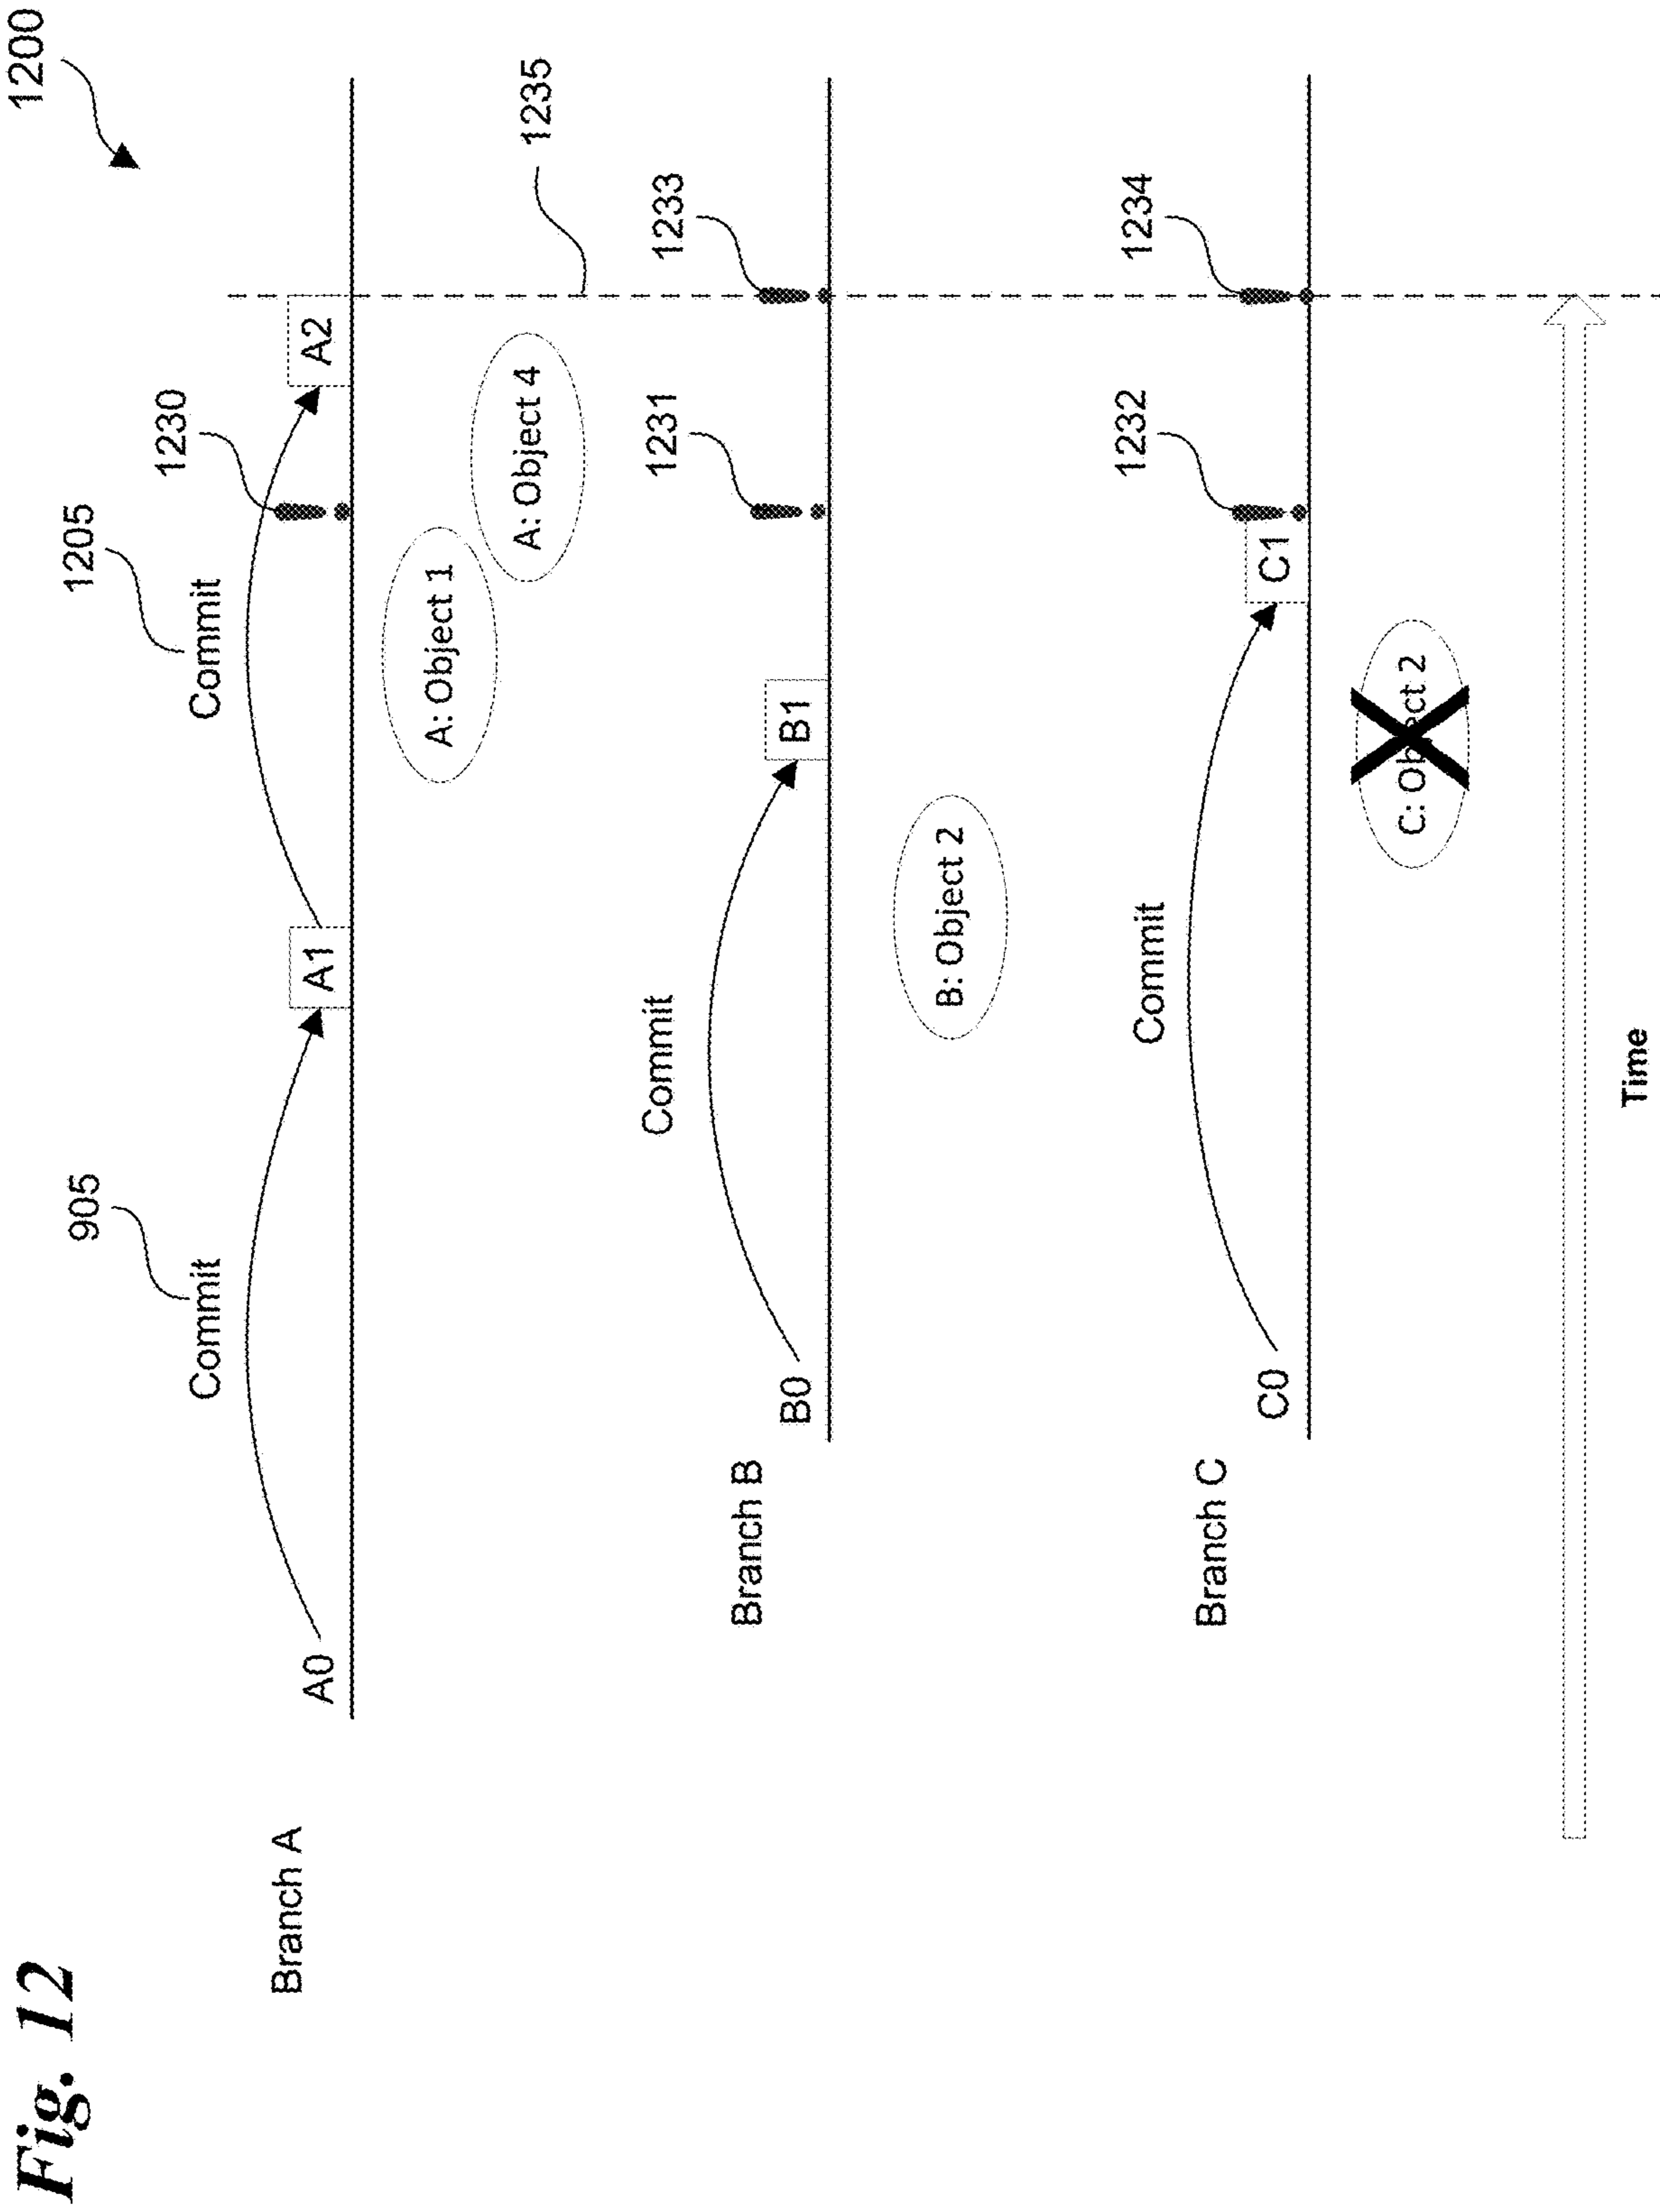 Fig. 12
1200
905
1205
Commit
Commit
1230
Branch A
A0
A1
A2
A: Object 1
A: Object 4
1235
Commit
1231
1233
Branch B
B0
B1
B: Object 2
Commit
1232
1234
Branch C
C0
C1
C: Object 2
Time